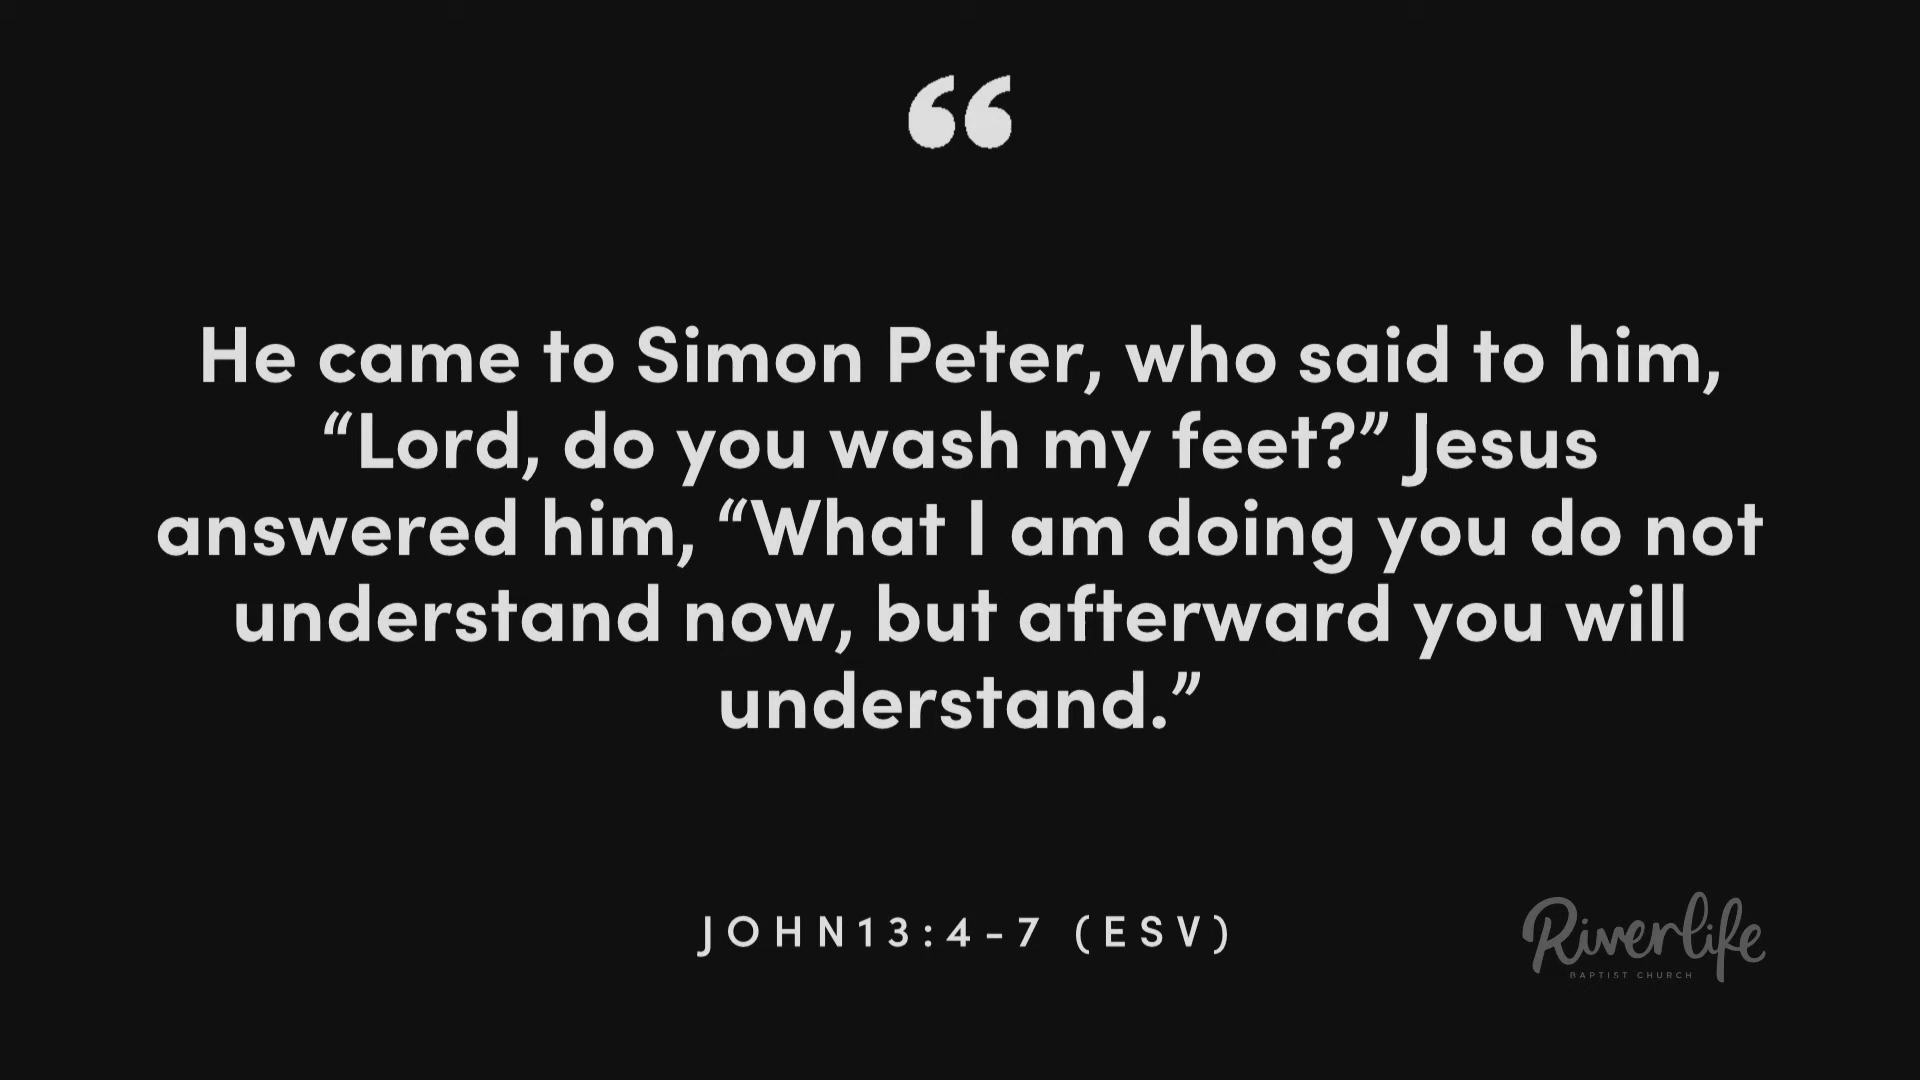 “
He came to Simon Peter, who said to him,
“Lord, do you wash my feet?” Jesus
answered him, “What I am doing you do not
understand now, but afterward you will
understand.”
JOHN13:4-7 (ESV)
Riverlife
BAPTIST CHURCH